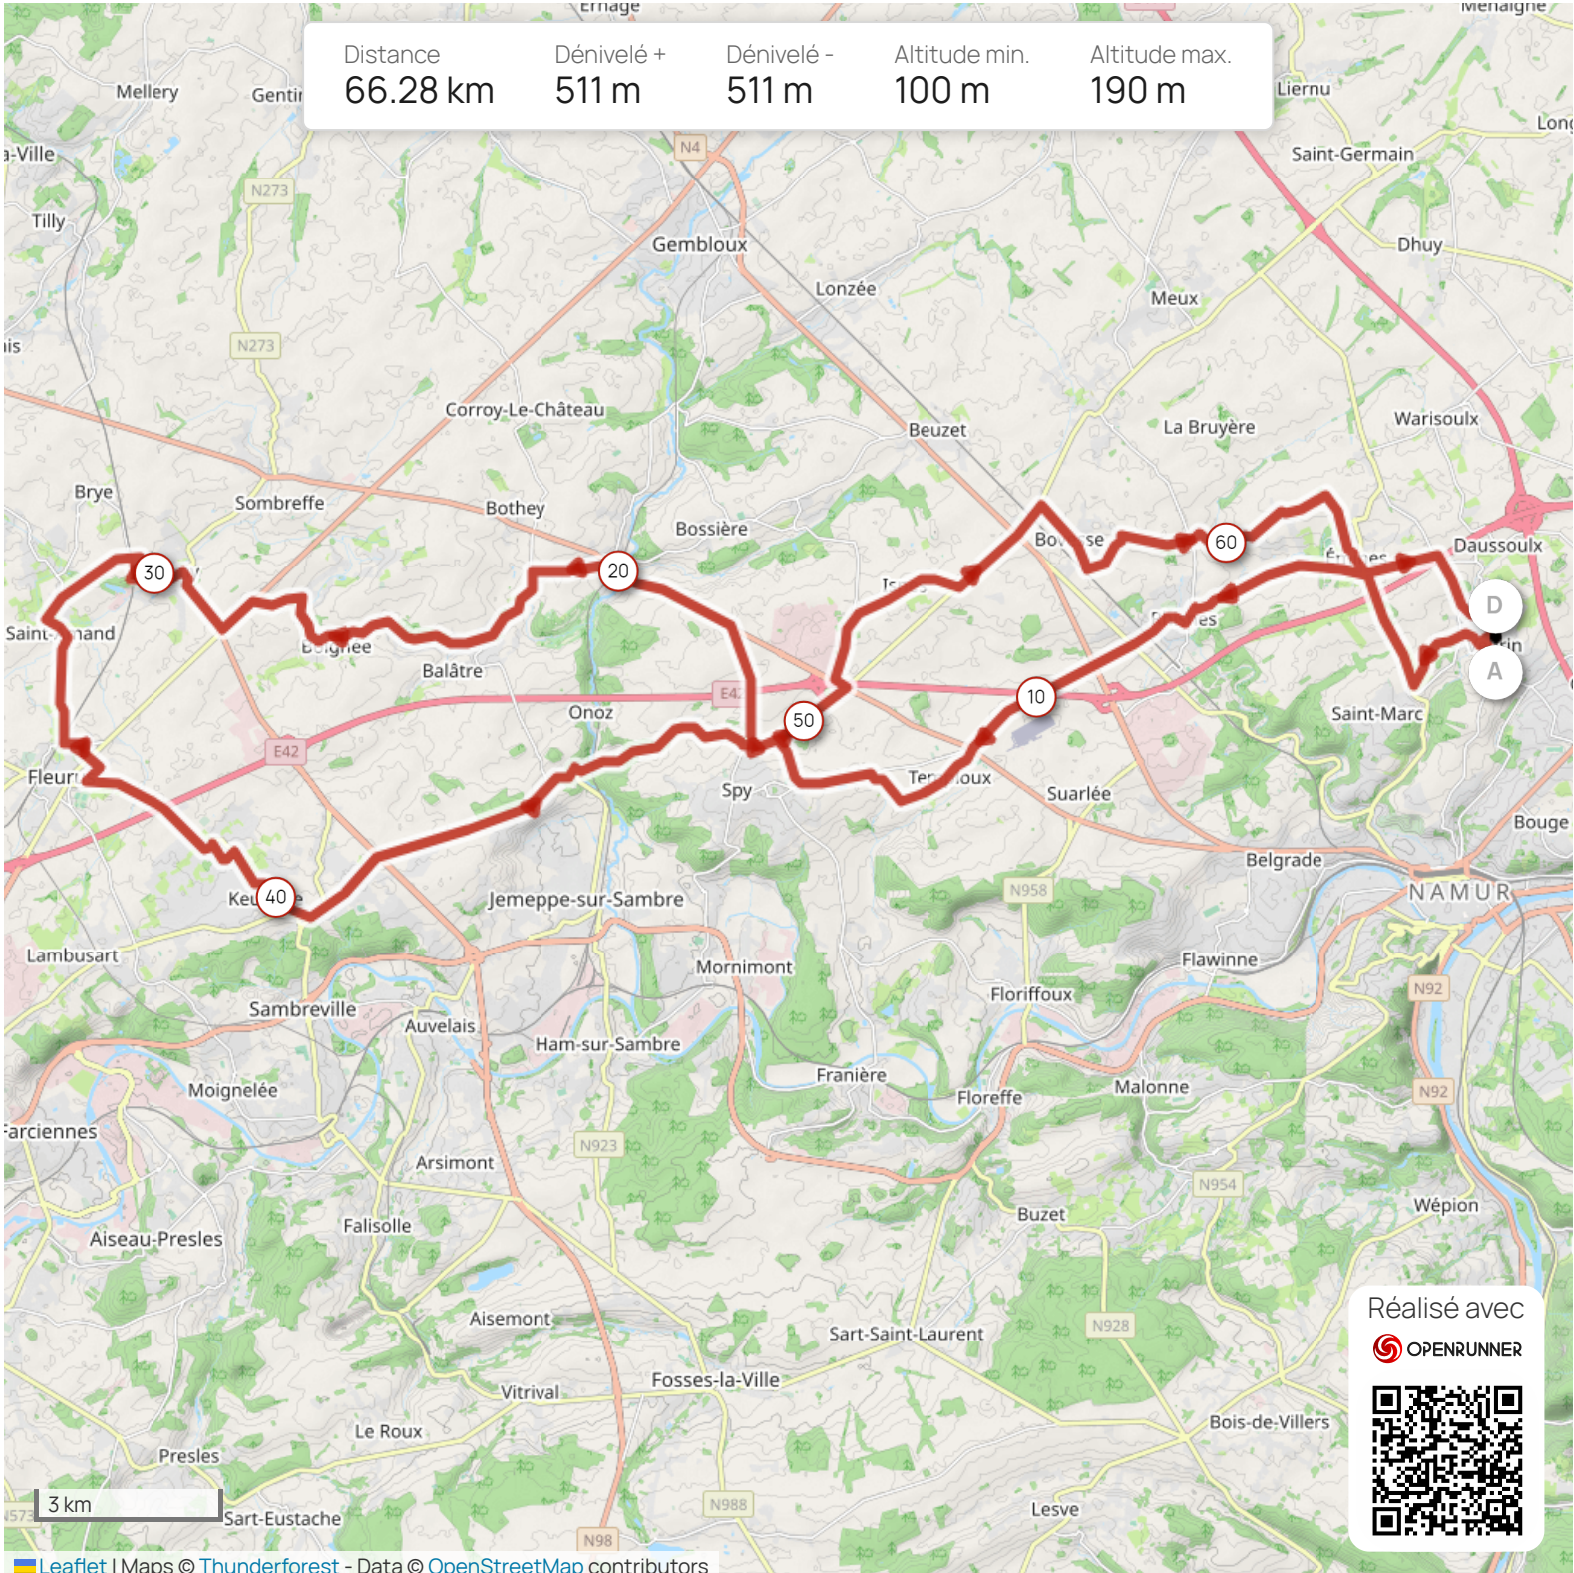 Ernage
Menaigne
Distance
Dénivelé +
Dénivelé -
Altitude min.
Altitude max.
66.28 km
511 m
511 m
100 m
190 m
Mellery
Liernu
N4
a-Ville
Saint-Germain
N273
Tilly
Gembloux
Dhuy
Lonzée
Meux
N273
Corroy-Le-Château
Warisoulx
Beuzet
La Bruyère
Brye
Sombreffe
Bothey
Bossière
60
Daussoulx
30
20
D
Balâtre
A
E42
10
Onoz
50
Saint-Marc
E42
Spy
Suarlée
Bouge
Belgrade
N958
NAMUR
40
Jemeppe-sur-Sambre
Lambusart
Mornimont
Flawinne
N92
Sambreville
Floriffoux
Auvelais
Ham-sur-Sambre
Franière
Moignelée
Malonne
N92
Floreffe
Farciennes
N923
Arsimont
N954
Wépion
Falisolle
Buzet
Aiseau-Presles
Réalisé avec
Aisemont
N928
Sart-Saint-Laurent
OPENRUNNER
Fosses-la-Ville
Vitrival
Bois-de-Villers
Le Roux
Presles
3 km
N988
Lesve
N573
Sart-Eustache
N98
Leaflet | Maps © Thunderforest - Data © OpenStreetMap contributors